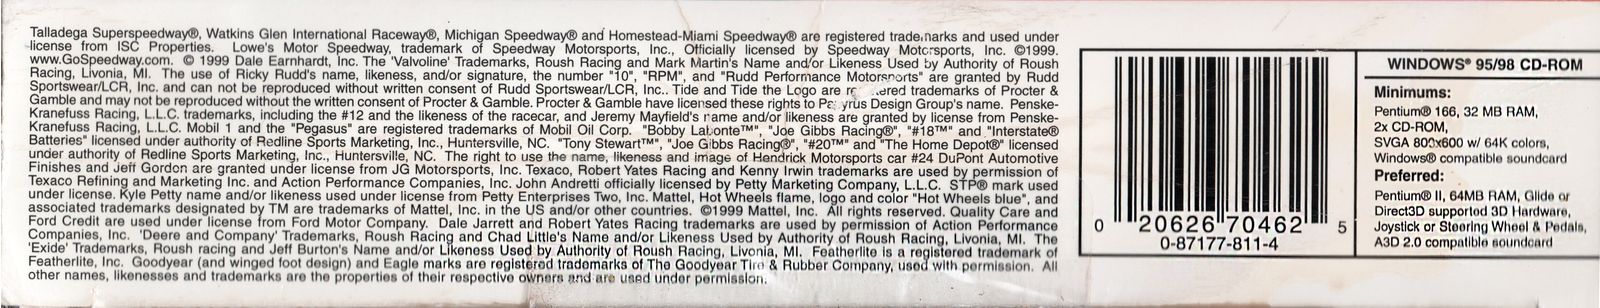 Talladega Superspeedway®, Watkins Glen International Raceway®, Michigan Speedway® and Homestead-Miami Speedway® are registered trademarks and used under
license from ISC Properties. Lowe's Motor Speedway, trademark of Speedway Motorsports, Inc., Officially licensed by Speedway Motorsports, Inc. ©1999.
www.GoSpeedway.com. © 1999 Dale Earnhardt, Inc. The 'Valvoline' Trademarks, Roush Racing and Mark Martin's Name and/or Likeness Used by Authority of Roush
Racing, Livonia, MI. The use of Ricky Rudd's name, likeness, and/or signature, the number "10", "RPM", and "Rudd Performance Motorsports" are granted by Rudd
Sportswear/LCR, Inc. and can not be reproduced without written consent of Rudd Sportswear/LCR, Inc.. Tide and Tide the Logo are trademarks of Procter &
Gamble and may not be reproduced without the written consent of Procter & Gamble. Procter & Gamble have licensed these rights to Papyrus Design Group's name. Penske-
Kranefuss Racing, L.L.C. trademarks, including the #12 and the likeness of the racecar, and Jeremy Mayfield's name and/or likeness are granted by license from Penske-
Kranefuss Racing, L.L.C. Mobil 1 and the "Pegasus" are registered trademarks of Mobil Oil Corp. "Bobby Labonte™", "Joe Gibbs Racing®", "#18™" and "Interstate®
Batteries" licensed under authority of Redline Sports Marketing, Inc., Huntersville, NC. "Tony Stewart™", "Joe Gibbs Racing®", "#20™" and "The Home Depot®" licensed
under authority of Redline Sports Marketing, Inc., Huntersville, NC. The right to use the name, likeness and image of Hendrick Motorsports car #24 DuPont Automotive
Finishes and Jeff Gordon are granted under license from JG Motorsports, Inc. Texaco, Robert Yates Racing and Kenny Irwin trademarks are used by permission of
Texaco Refining and Marketing Inc. and Action Performance Companies, Inc. John Andretti officially licensed by Petty Marketing Company, L.L.C. STP® mark used
under license. Kyle Petty name and/or likeness used under license from Petty Enterprises Two, Inc. Mattel, Hot Wheels flame, logo and color "Hot Wheels blue", and
associated trademarks designated by TM are trademarks of Mattel, Inc. in the US and/or other countries. ©1999 Mattel, Inc. All rights reserved. Quality Care and
Ford Credit are used under license from Ford Motor Company. Dale Jarrett and Robert Yates Racing trademarks are used by permission of Action Performance
Companies, Inc. 'Deere and Company' Trademarks, Roush Racing and Chad Little's Name and/or Likeness Used by Authority of Roush Racing, Livonia, MI. The
'Exide' Trademarks, Roush racing and Jeff Burton's Name and/or Likeness Used by Authority of Roush Racing, Livonia, MI. Featherlite is a registered trademark of
Featherlite, Inc. Goodyear (and winged foot design) and Eagle marks are registered trademarks of The Goodyear Tire & Rubber Company, used with permission. All
other names, likenesses and trademarks are the properties of their respective owners and are used under permission.
0 20626 70462 5
0-87177-811-4
WINDOWS® 95/98 CD-ROM
Minimums:
Pentium® 166, 32 MB RAM,
2x CD-ROM,
SVGA 800x600 w/ 64K colors,
Windows® compatible soundcard
Preferred:
Pentium® II, 64MB RAM, Glide or
Direct3D supported 3D Hardware,
Joystick or Steering Wheel & Pedals,
A3D 2.0 compatible soundcard